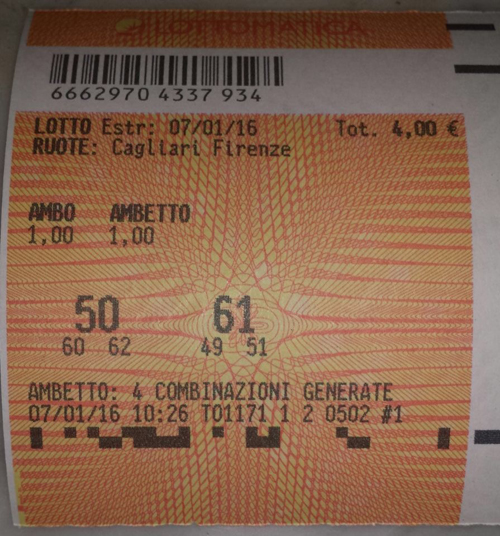 LOTTOMATICA
6662970 4337 934
LOTTO Estr: 07/01/16 Tot. 4,00 €
RUOTE: Cagliari Firenze
AMBO AMBETTO
1,00 1,00
50 61
60 62 49 51
AMBETTO: 4 COMBINAZIONI GENERATE
07/01/16 10:26 T01171 1 2 0502 #1